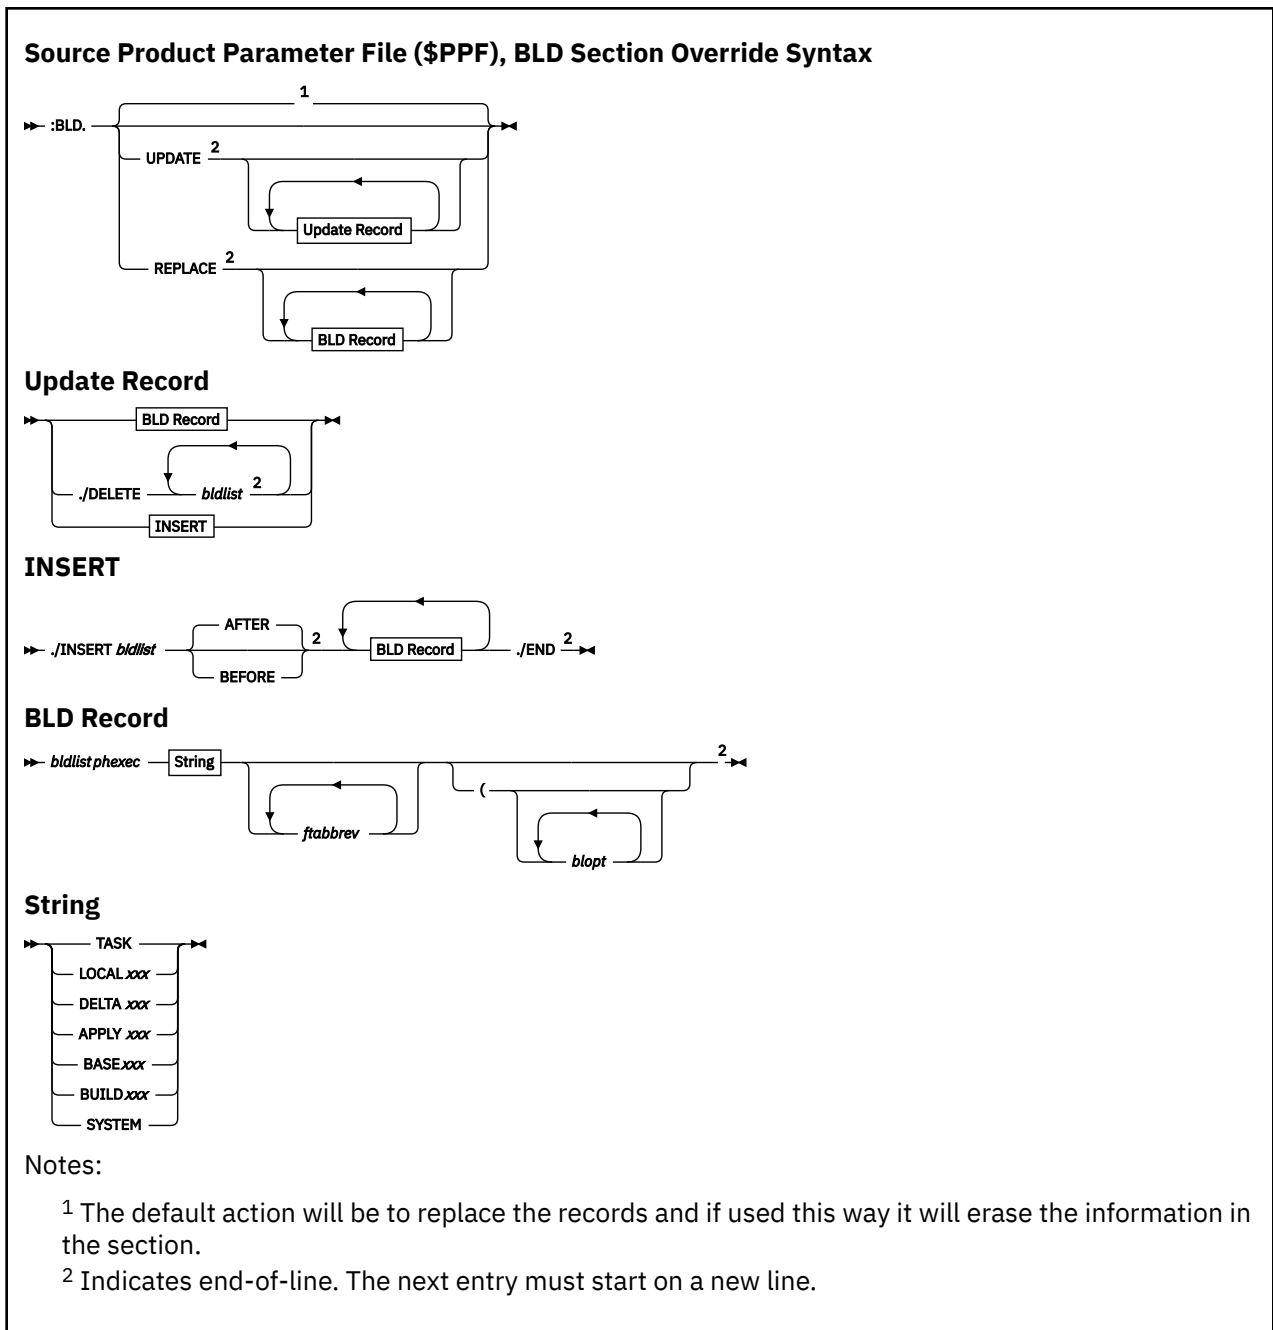 Source Product Parameter File ($PPF), BLD Section Override Syntax
1
:BLD.
UPDATE 2
Update Record
REPLACE 2
BLD Record
Update Record
BLD Record
./DELETE bldlist 2
INSERT
INSERT
AFTER
./INSERT bldlist 2 BLD Record ./END 2
BEFORE
BLD Record
bldlist phexec String 2
(
ftabbrev
blopt
String
TASK
LOCAL xxx
DELTA xxx
APPLY xxx
BASE xxx
BUILD xxx
SYSTEM
Notes:
1 The default action will be to replace the records and if used this way it will erase the information in
the section.
2 Indicates end-of-line. The next entry must start on a new line.